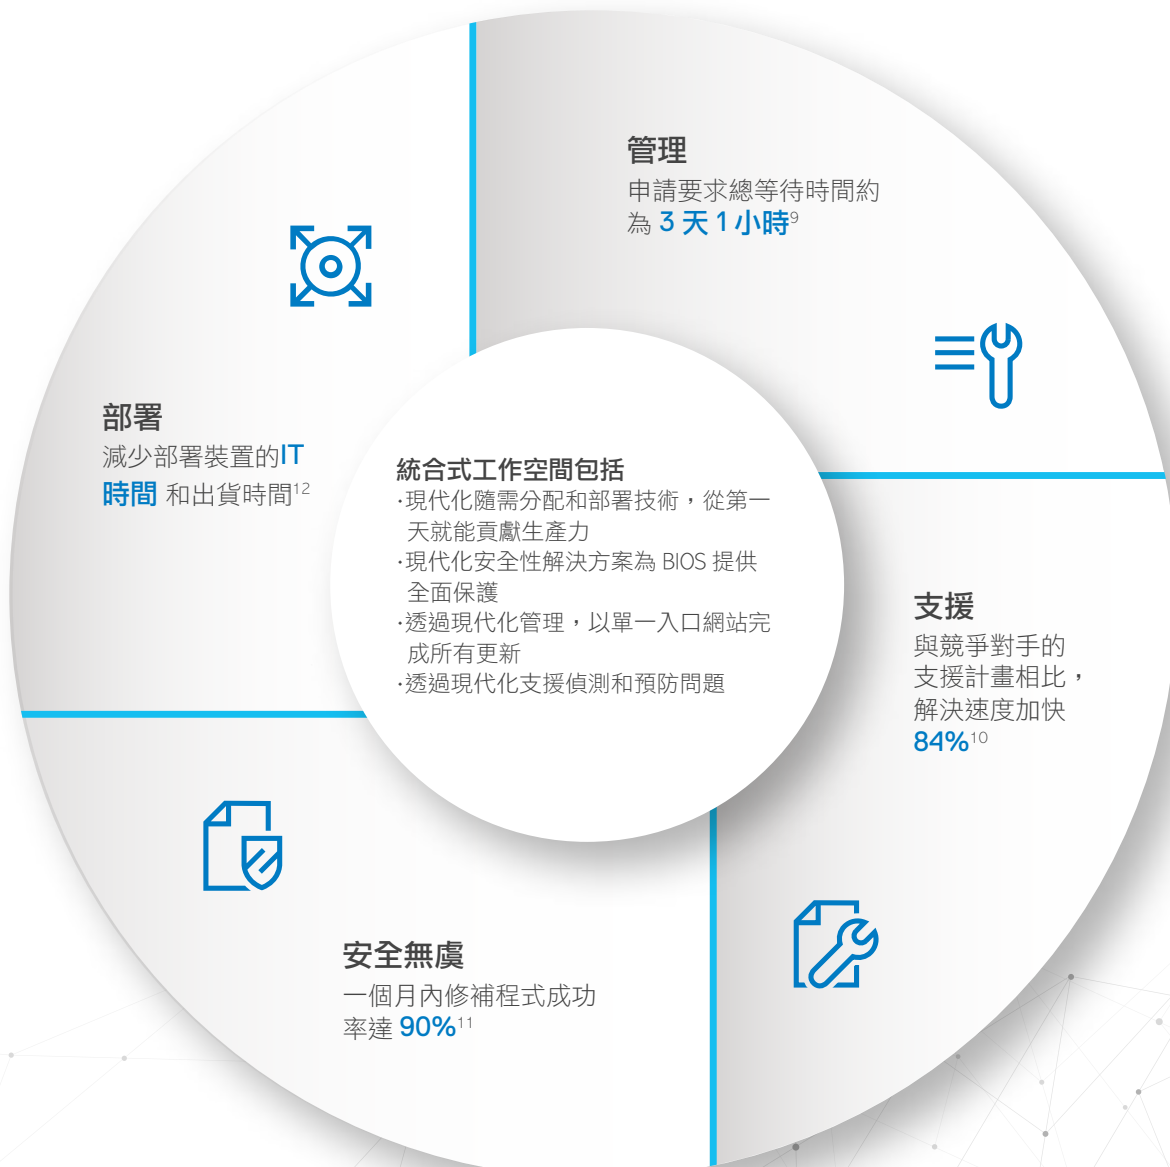 管理
申請要求總等待時間約
為 3 天 1 小時9
部署
減少部署裝置的IT
時間 和出貨時間12
統合式工作空間包括
·現代化隨需分配和部署技術，從第一
天就能貢獻生產力
·現代化安全性解決方案為 BIOS 提供
全面保護
·透過現代化管理，以單一入口網站完
成所有更新
·透過現代化支援偵測和預防問題
支援
與競爭對手的
支援計畫相比，
解決速度加快
84%10
安全無虞
一個月內修補程式成功
率達 90%11